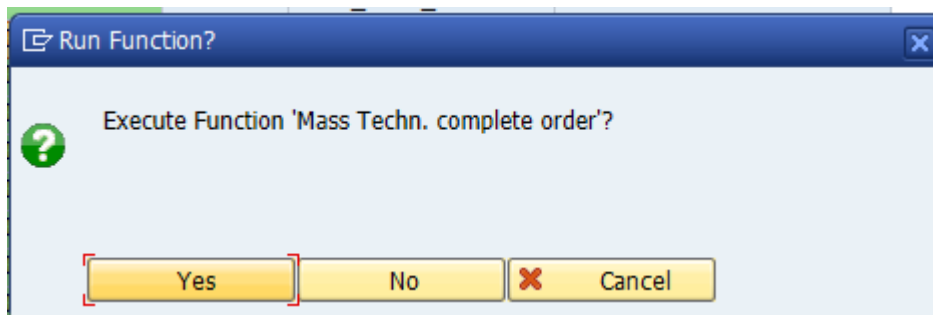 Run Function?
Execute Function 'Mass Techn. complete order'?
Yes
No
Cancel